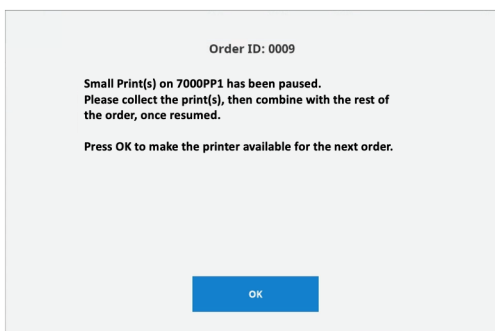 Order ID: 0009
Small Print(s) on 7000PP1 has been paused.
Please collect the print(s), then combine with the rest of
the order, once resumed.
Press OK to make the printer available for the next order.
OK